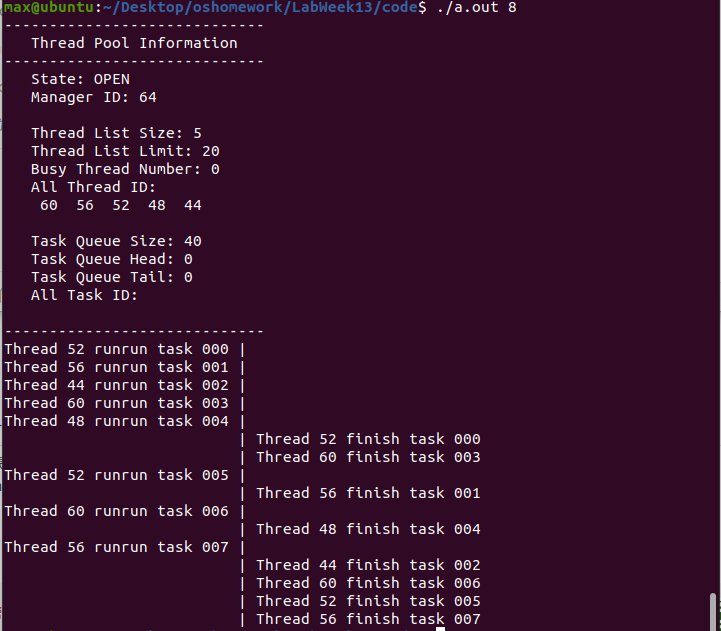 max@ubuntu:~/Desktop/oshomework/LabWeek13/code$ ./a.out 8
-----------------------------
   Thread Pool Information
-----------------------------
   State: OPEN
   Manager ID: 64

   Thread List Size: 5
   Thread List Limit: 20
   Busy Thread Number: 0
   All Thread ID:
    60  56  52  48  44

   Task Queue Size: 40
   Task Queue Head: 0
   Task Queue Tail: 0
   All Task ID:

-----------------------------
Thread 52 runrun task 000 |
Thread 56 runrun task 001 |
Thread 44 runrun task 002 |
Thread 60 runrun task 003 |
Thread 48 runrun task 004 |
                          | Thread 52 finish task 000
                          | Thread 60 finish task 003
Thread 52 runrun task 005 |
                          | Thread 56 finish task 001
Thread 60 runrun task 006 |
                          | Thread 48 finish task 004
Thread 56 runrun task 007 |
                          | Thread 44 finish task 002
                          | Thread 60 finish task 006
                          | Thread 52 finish task 005
                          | Thread 56 finish task 007